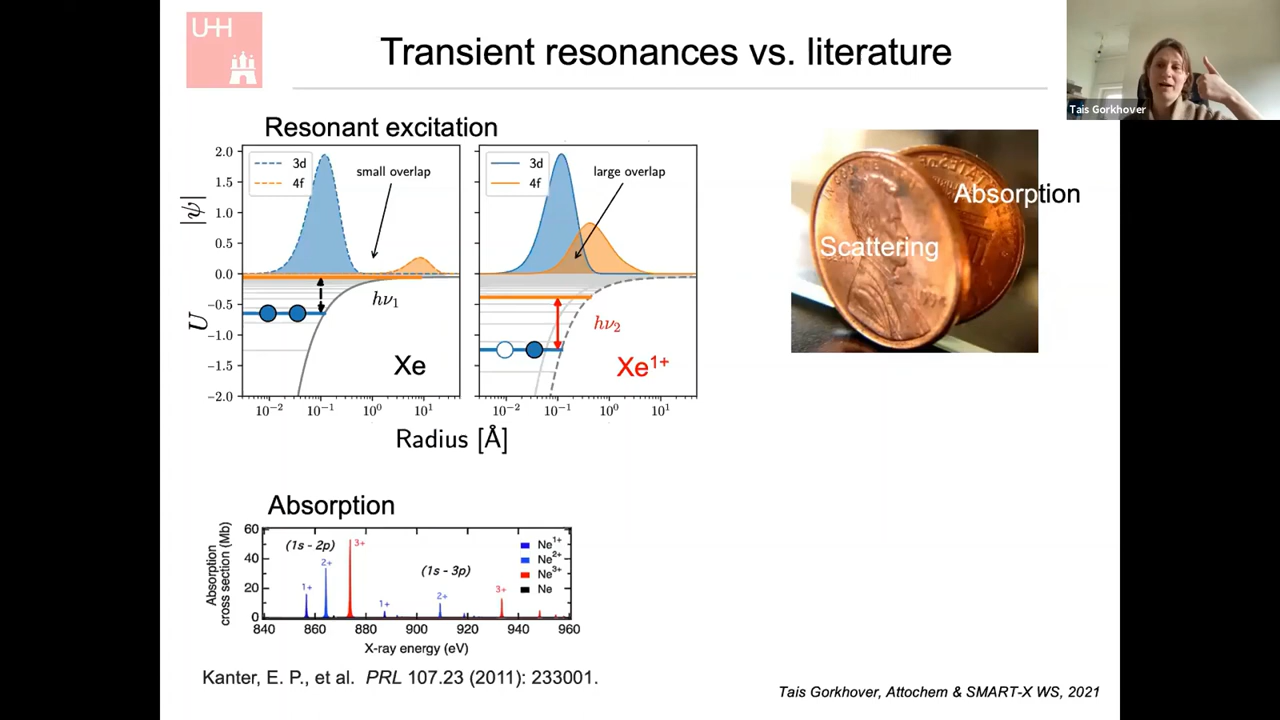 UHH
Transient resonances vs. literature
Tais Gorkhover
Resonant excitation
2.0
1.5
1.0
0.5
0.0
−0.5
−1.0
−1.5
−2.0
|ψ|
U
3d
4f
small overlap
hν₁
Xe
10⁻²
10⁻¹
10⁰
10¹
3d
4f
large overlap
hν₂
Xe¹⁺
10⁻²
10⁻¹
10⁰
10¹
Radius [Å]
Absorption
Scattering
Absorption
60
40
20
0
Absorption
cross section (Mb)
(1s - 2p)
3+
2+
1+
(1s - 3p)
1+
2+
3+
Ne¹⁺
Ne²⁺
Ne³⁺
Ne
840
860
880
900
920
940
960
X-ray energy (eV)
Kanter, E. P., et al. PRL 107.23 (2011): 233001.
Tais Gorkhover, Attochem & SMART-X WS, 2021